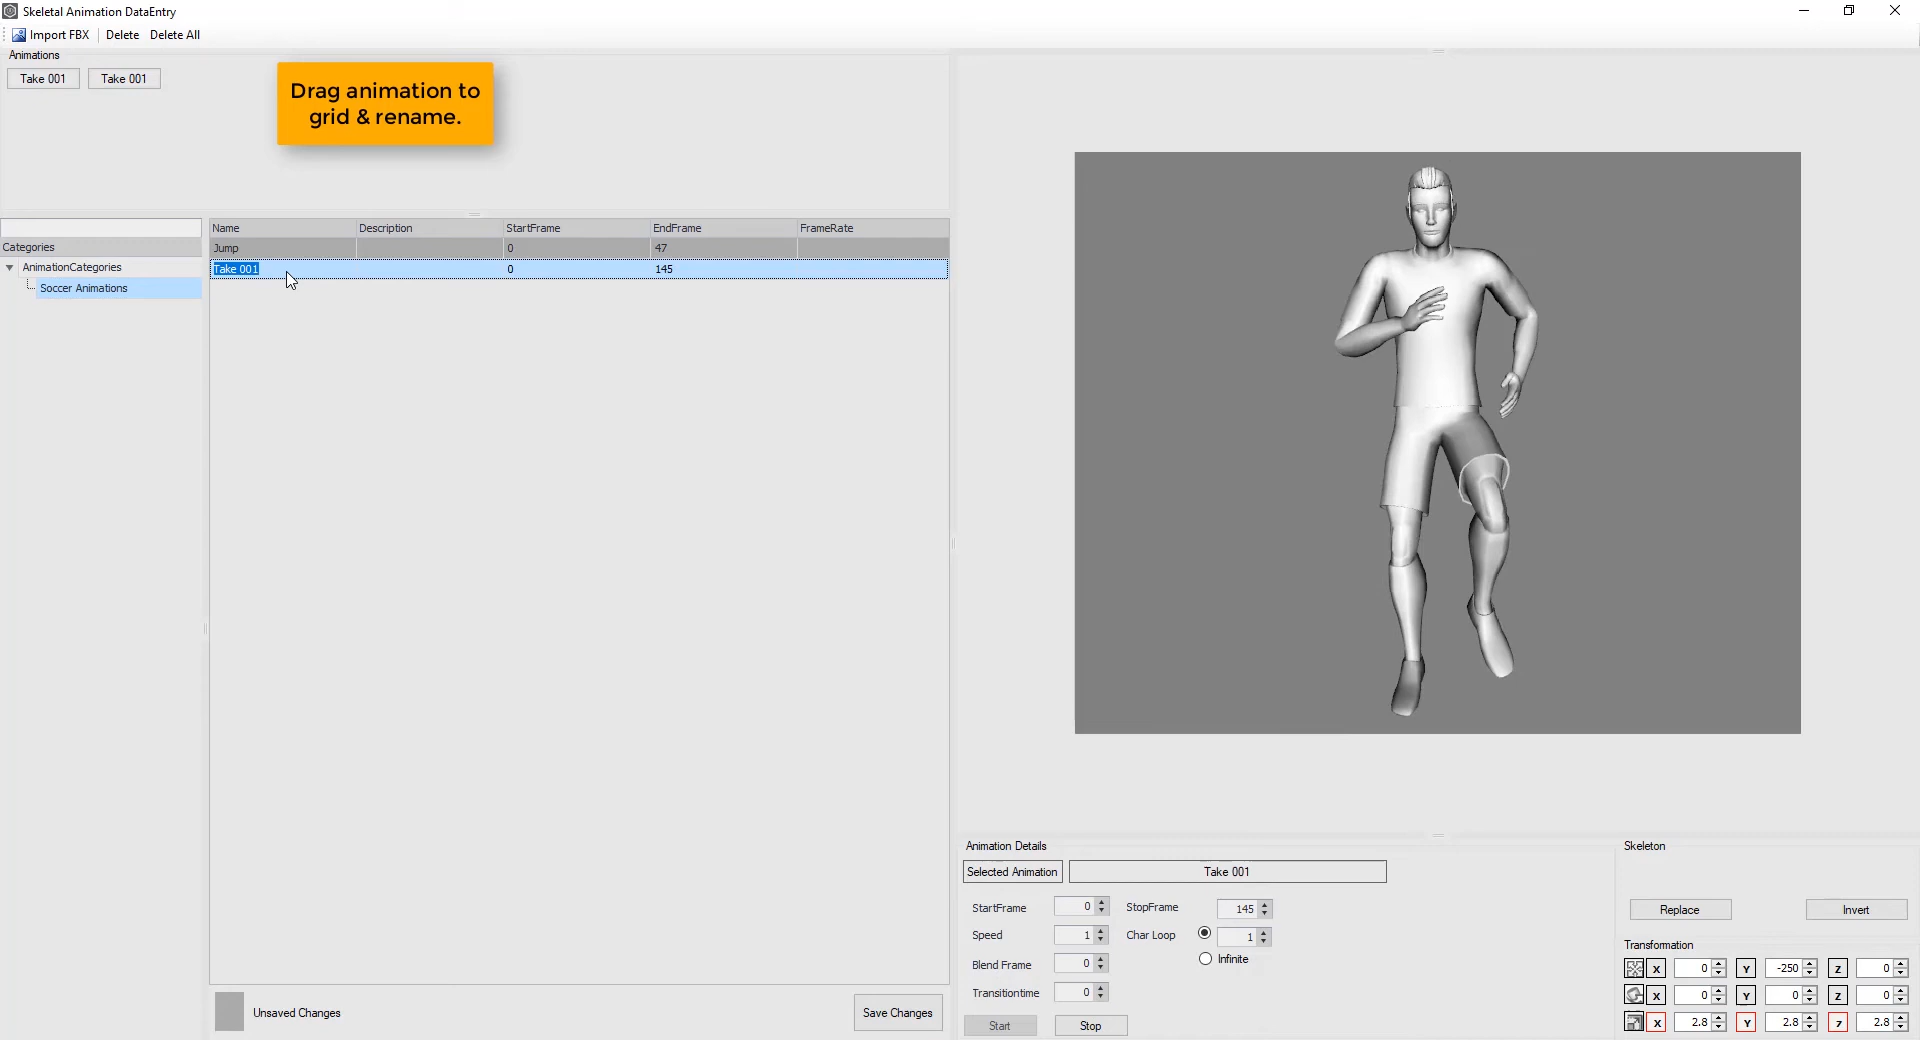 Skeletal Animation DataEntry
Import FBX Delete Delete All
Animations
Take 001 Take 001
Drag animation to
grid & rename.
Categories
AnimationCategories
Soccer Animations
Name Description StartFrame EndFrame FrameRate
Jump 0 47
Take 001 0 145
Unsaved Changes Save Changes
Animation Details
Selected Animation Take 001
StartFrame 0 StopFrame 145
Speed 1 Char Loop 1
Infinite
Blend Frame 0
Transitiontime 0
Start Stop
Skeleton
Replace Invert
Transformation
X 0 Y -250 Z 0
X 0 Y 0 Z 0
X 2.8 Y 2.8 Z 2.8